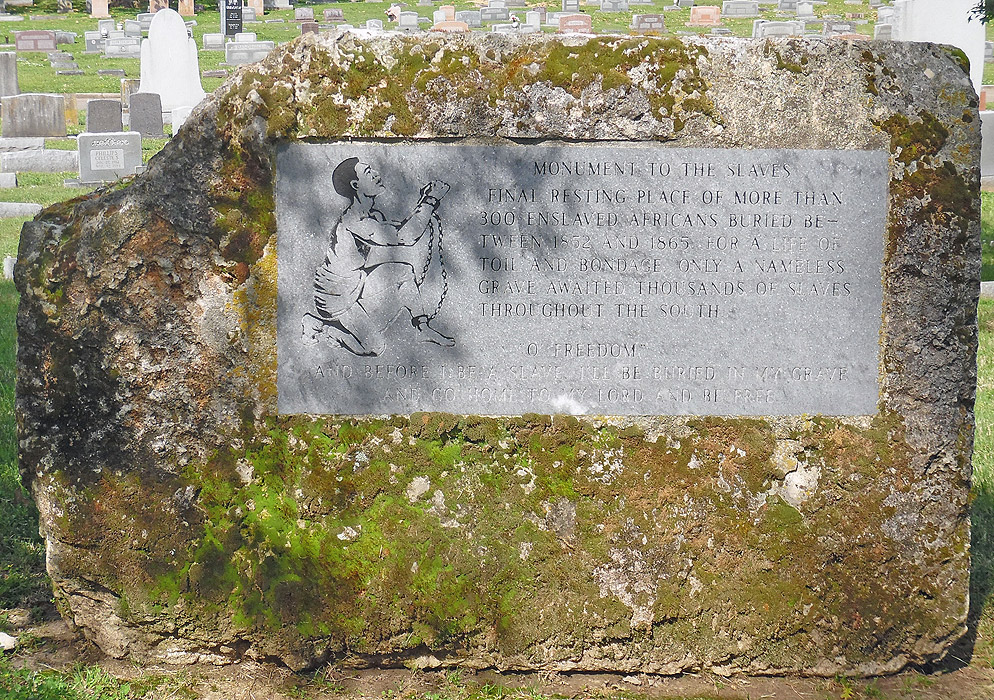 MONUMENT TO THE SLAVES
FINAL RESTING PLACE OF MORE THAN
300 ENSLAVED AFRICANS BURIED BE-
TWEEN 1852 AND 1865. FOR A LIFE OF
TOIL AND BONDAGE ONLY A NAMELESS
GRAVE AWAITED THOUSANDS OF SLAVES
THROUGHOUT THE SOUTH.
"O FREEDOM"
AND BEFORE I BE A SLAVE, I'LL BE BURIED IN MY GRAVE
AND GO HOME TO MY LORD AND BE FREE.